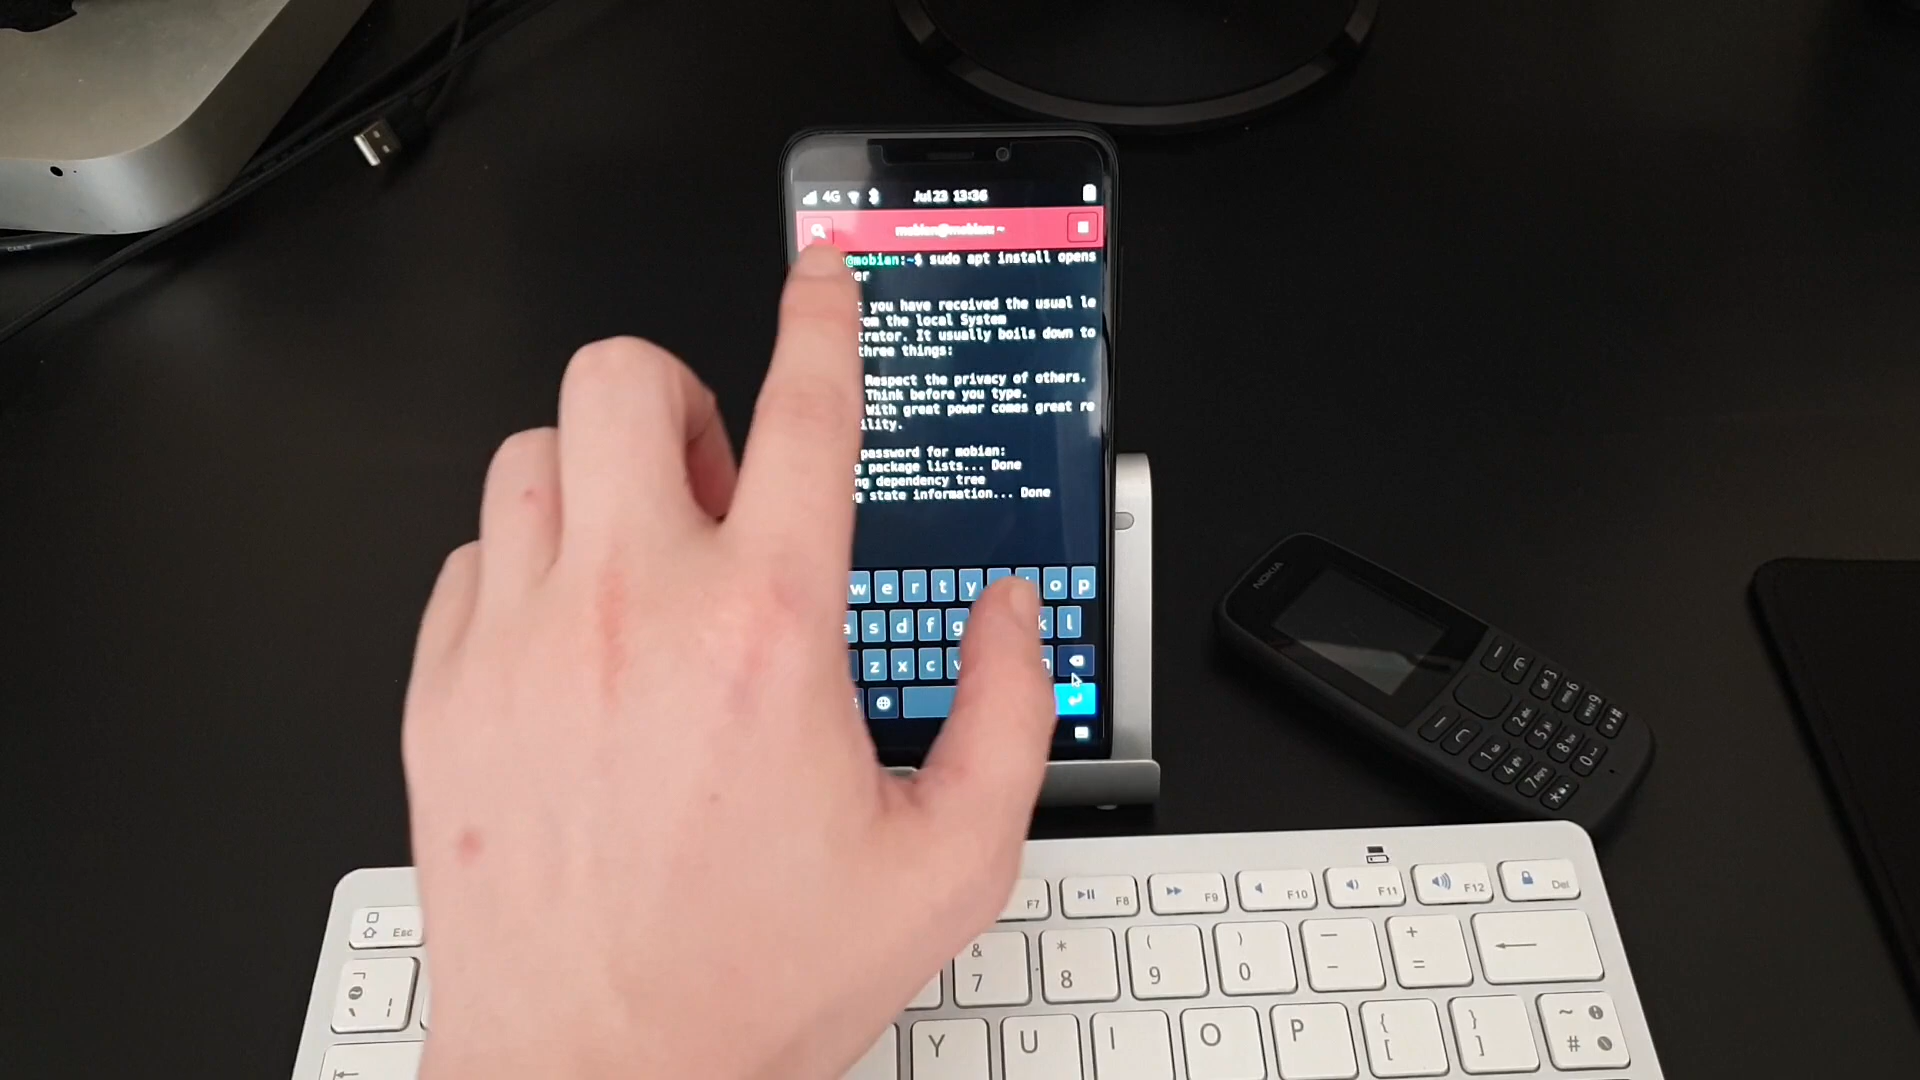 4G Jul 23 13:36
mobian@mobian: ~
@mobian:~$ sudo apt install opens
er
t you have received the usual le
om the local System
trator. It usually boils down to
three things:
Respect the privacy of others.
Think before you type.
With great power comes great re
ility.
password for mobian:
g package lists... Done
ng dependency tree
g state information... Done
w e r t y o p
a s d f g k l
z x c v n
NOKIA
Esc F7 F8 F9 F10 F11 F12 Del
& 7 * 8 ( 9 ) 0 — - + =
Y U I O P { [ } ] ~ #